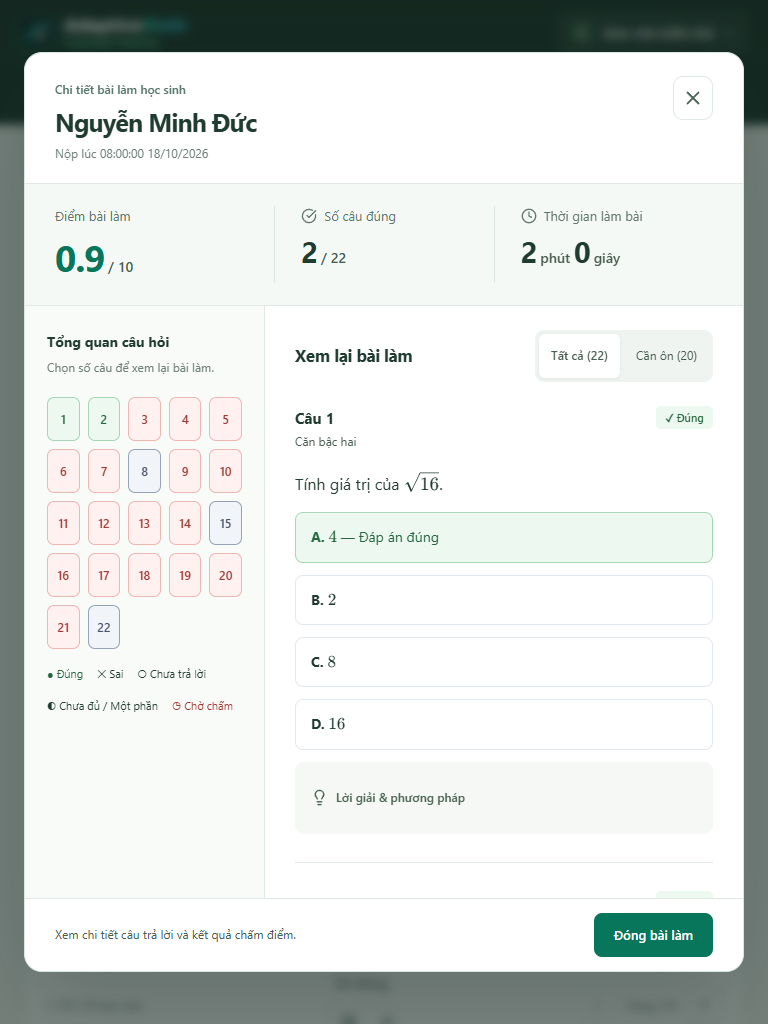 Chi tiết bài làm học sinh
Nguyễn Minh Đức
Nộp lúc 08:00:00 18/10/2026
Điểm bài làm
0.9 / 10
Số câu đúng
2 / 22
Thời gian làm bài
2 phút 0 giây
Tổng quan câu hỏi
Chọn số câu để xem lại bài làm.
1 2 3 4 5
6 7 8 9 10
11 12 13 14 15
16 17 18 19 20
21 22
● Đúng ✕ Sai ○ Chưa trả lời
◐ Chưa đủ / Một phần ◷ Chờ chấm
Xem lại bài làm
Tất cả (22) Cần ôn (20)
Câu 1
✓ Đúng
Căn bậc hai
Tính giá trị của √16.
A. 4 — Đáp án đúng
B. 2
C. 8
D. 16
Lời giải & phương pháp
Xem chi tiết câu trả lời và kết quả chấm điểm.
Đóng bài làm